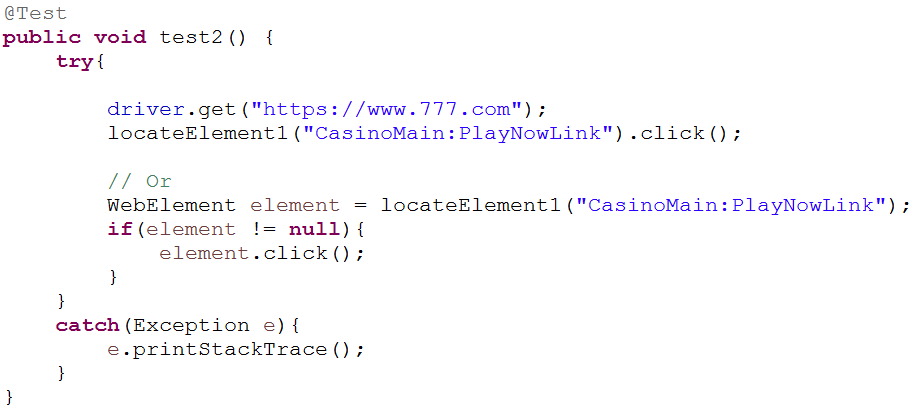 @Test
public void test2() {
    try{

        driver.get("https://www.777.com");
        locateElement1("CasinoMain:PlayNowLink").click();

        // Or
        WebElement element = locateElement1("CasinoMain:PlayNowLink");
        if(element != null){
            element.click();
        }
    }
    catch(Exception e){
        e.printStackTrace();
    }
}